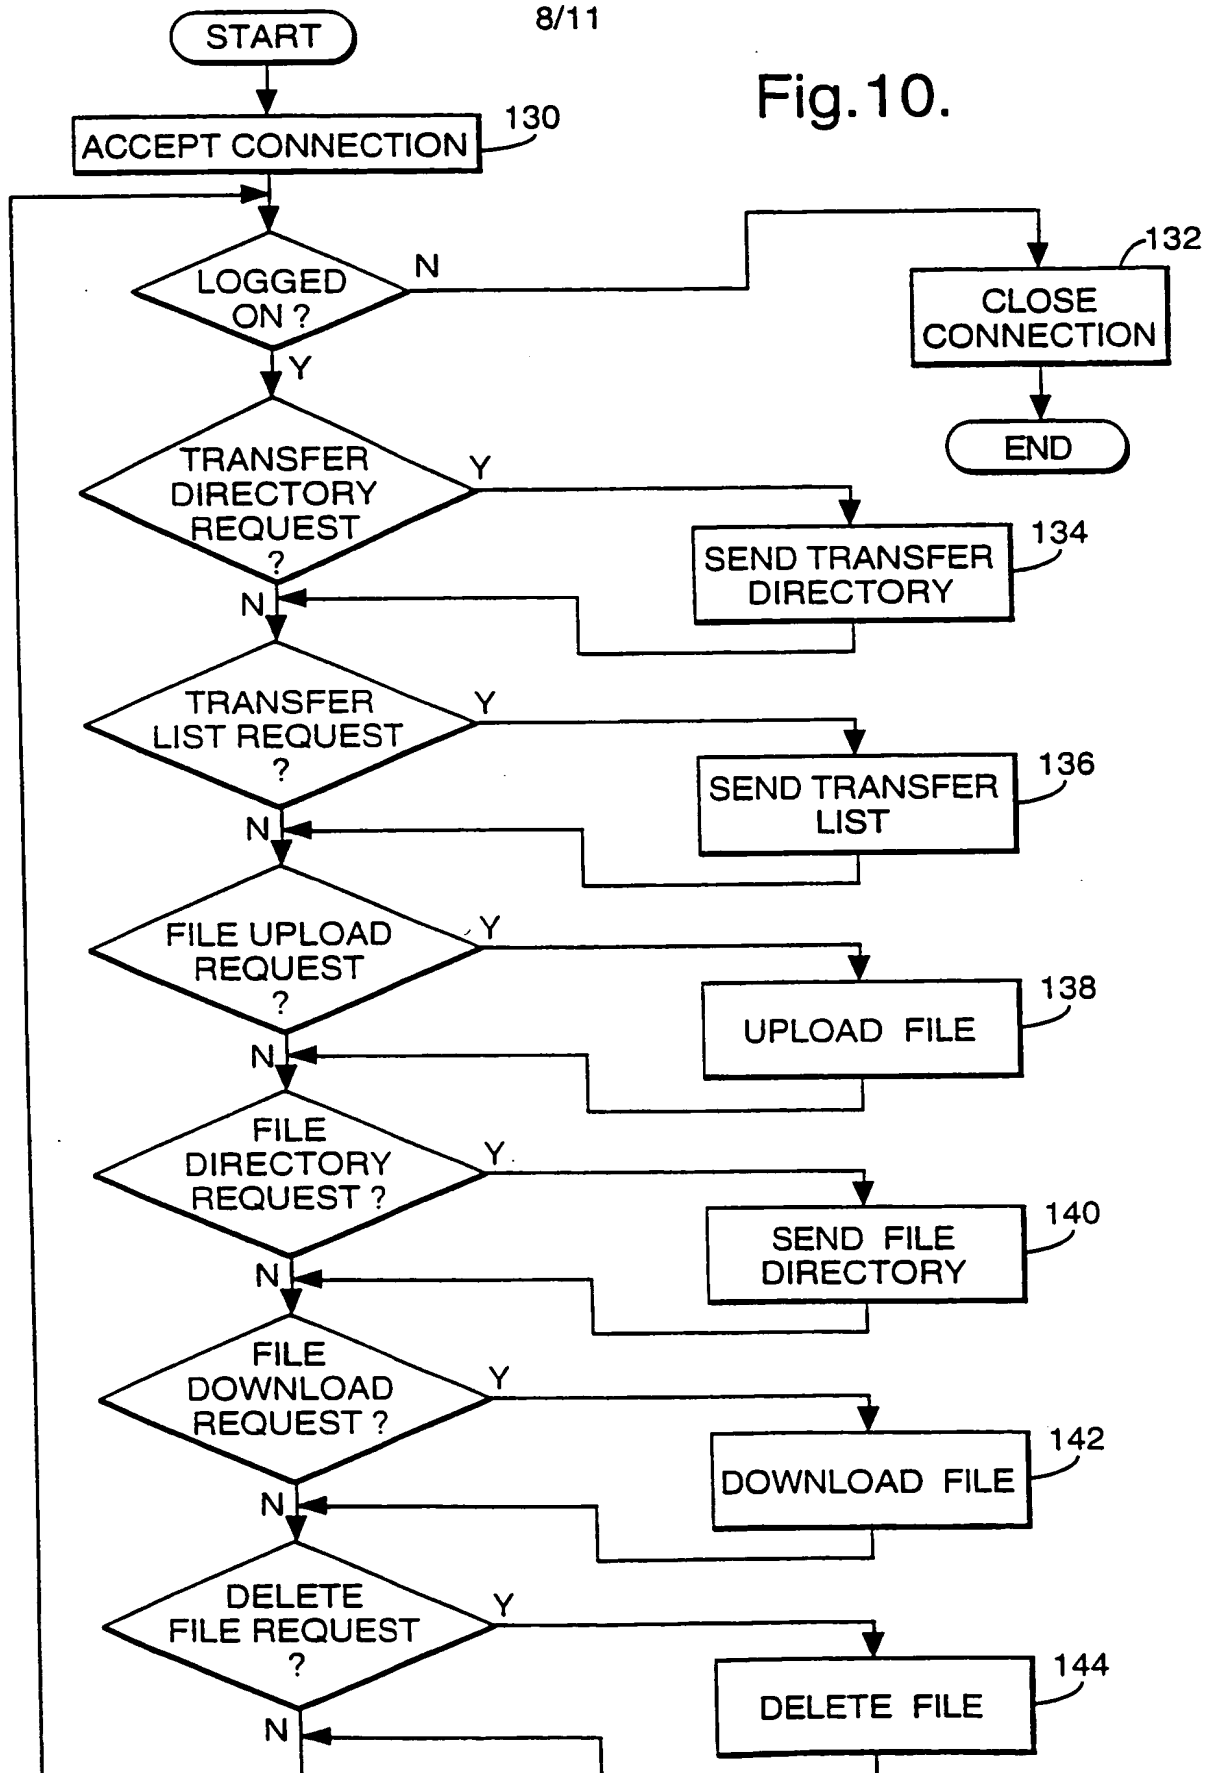 8/11
START
Fig.10.
ACCEPT CONNECTION
130
LOGGED
ON ?
N
Y
132
CLOSE
CONNECTION
END
TRANSFER
DIRECTORY
REQUEST
?
Y
N
134
SEND TRANSFER
DIRECTORY
TRANSFER
LIST REQUEST
?
Y
N
136
SEND TRANSFER
LIST
FILE UPLOAD
REQUEST
?
Y
N
138
UPLOAD FILE
FILE
DIRECTORY
REQUEST ?
Y
N
140
SEND FILE
DIRECTORY
FILE
DOWNLOAD
REQUEST ?
Y
N
142
DOWNLOAD FILE
DELETE
FILE REQUEST
?
Y
N
144
DELETE FILE